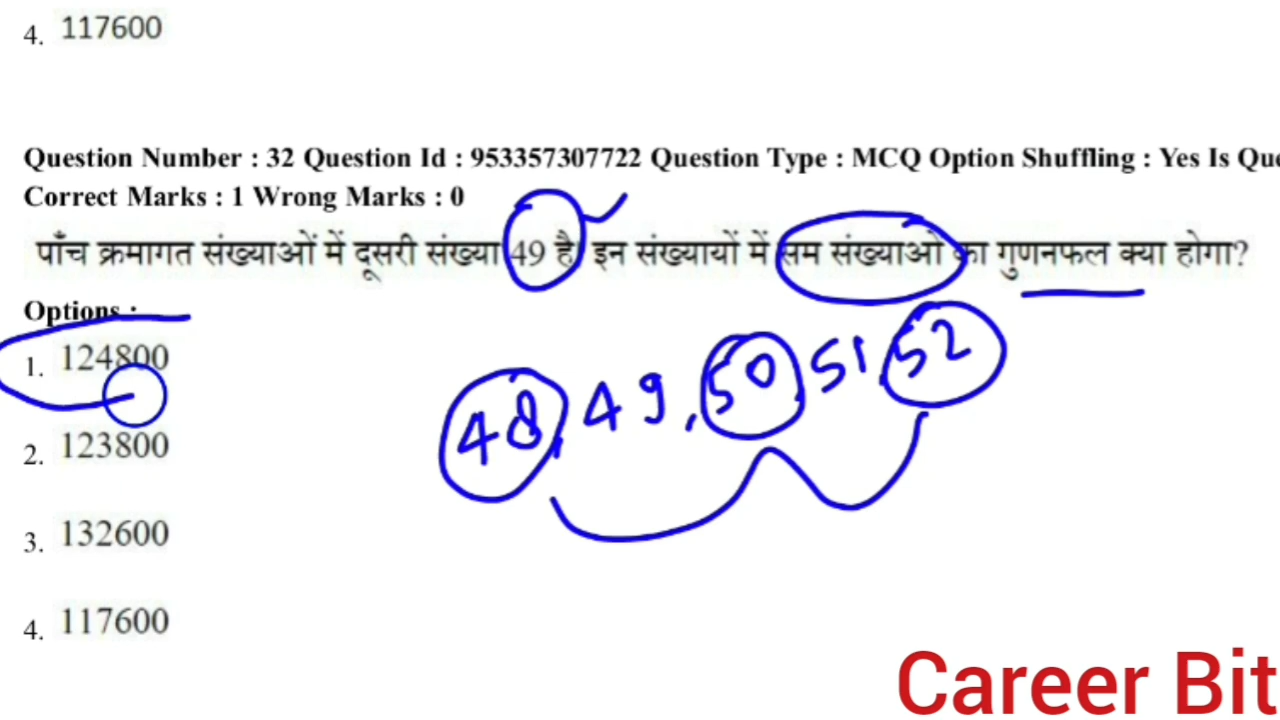 4. 117600
Question Number : 32 Question Id : 953357307722 Question Type : MCQ Option Shuffling : Yes Is Que
Correct Marks : 1 Wrong Marks : 0
पाँच क्रमागत संख्याओं में दूसरी संख्या 49 है। इन संख्यायों में सम संख्याओ का गुणनफल क्या होगा?
Options :
1. 124800
48, 49, 50, 51, 52
2. 123800
3. 132600
4. 117600
Career Bit